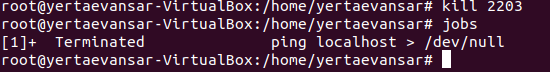 root@yertaevansar-VirtualBox:/home/yertaevansar# kill 2203
root@yertaevansar-VirtualBox:/home/yertaevansar# jobs
[1]+  Terminated              ping localhost > /dev/null
root@yertaevansar-VirtualBox:/home/yertaevansar#